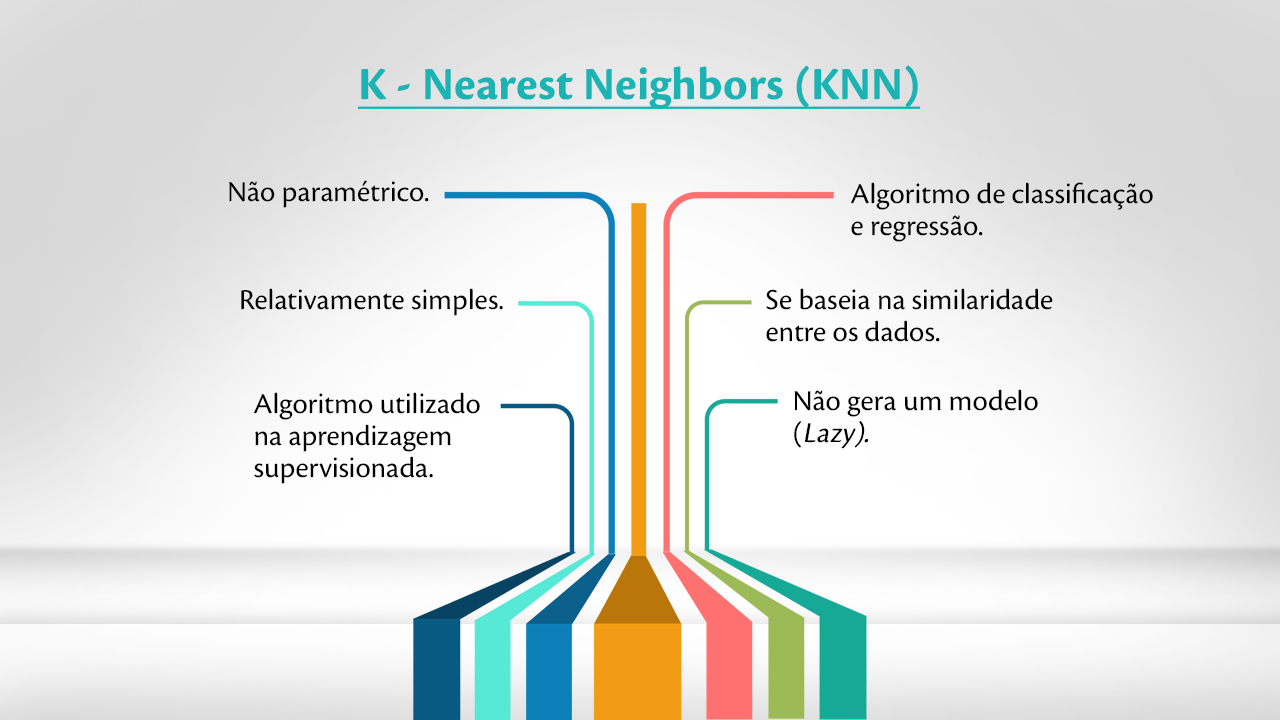 K - Nearest Neighbors (KNN)
Não paramétrico.
Relativamente simples.
Algoritmo utilizado
na aprendizagem
supervisionada.
Algoritmo de classificação
e regressão.
Se baseia na similaridade
entre os dados.
Não gera um modelo
(Lazy).